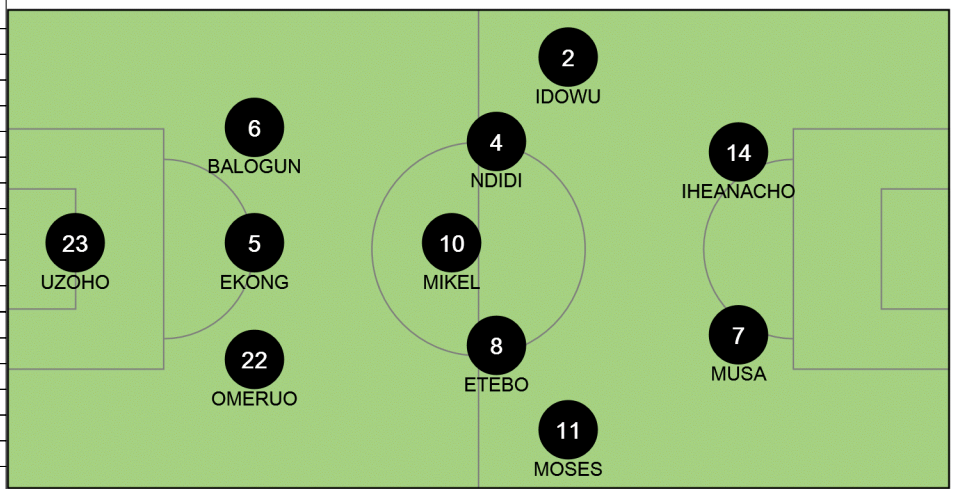 2
IDOWU
6
BALOGUN
4
NDIDI
14
IHEANACHO
23
UZOHO
5
EKONG
10
MIKEL
22
OMERUO
8
ETEBO
7
MUSA
11
MOSES